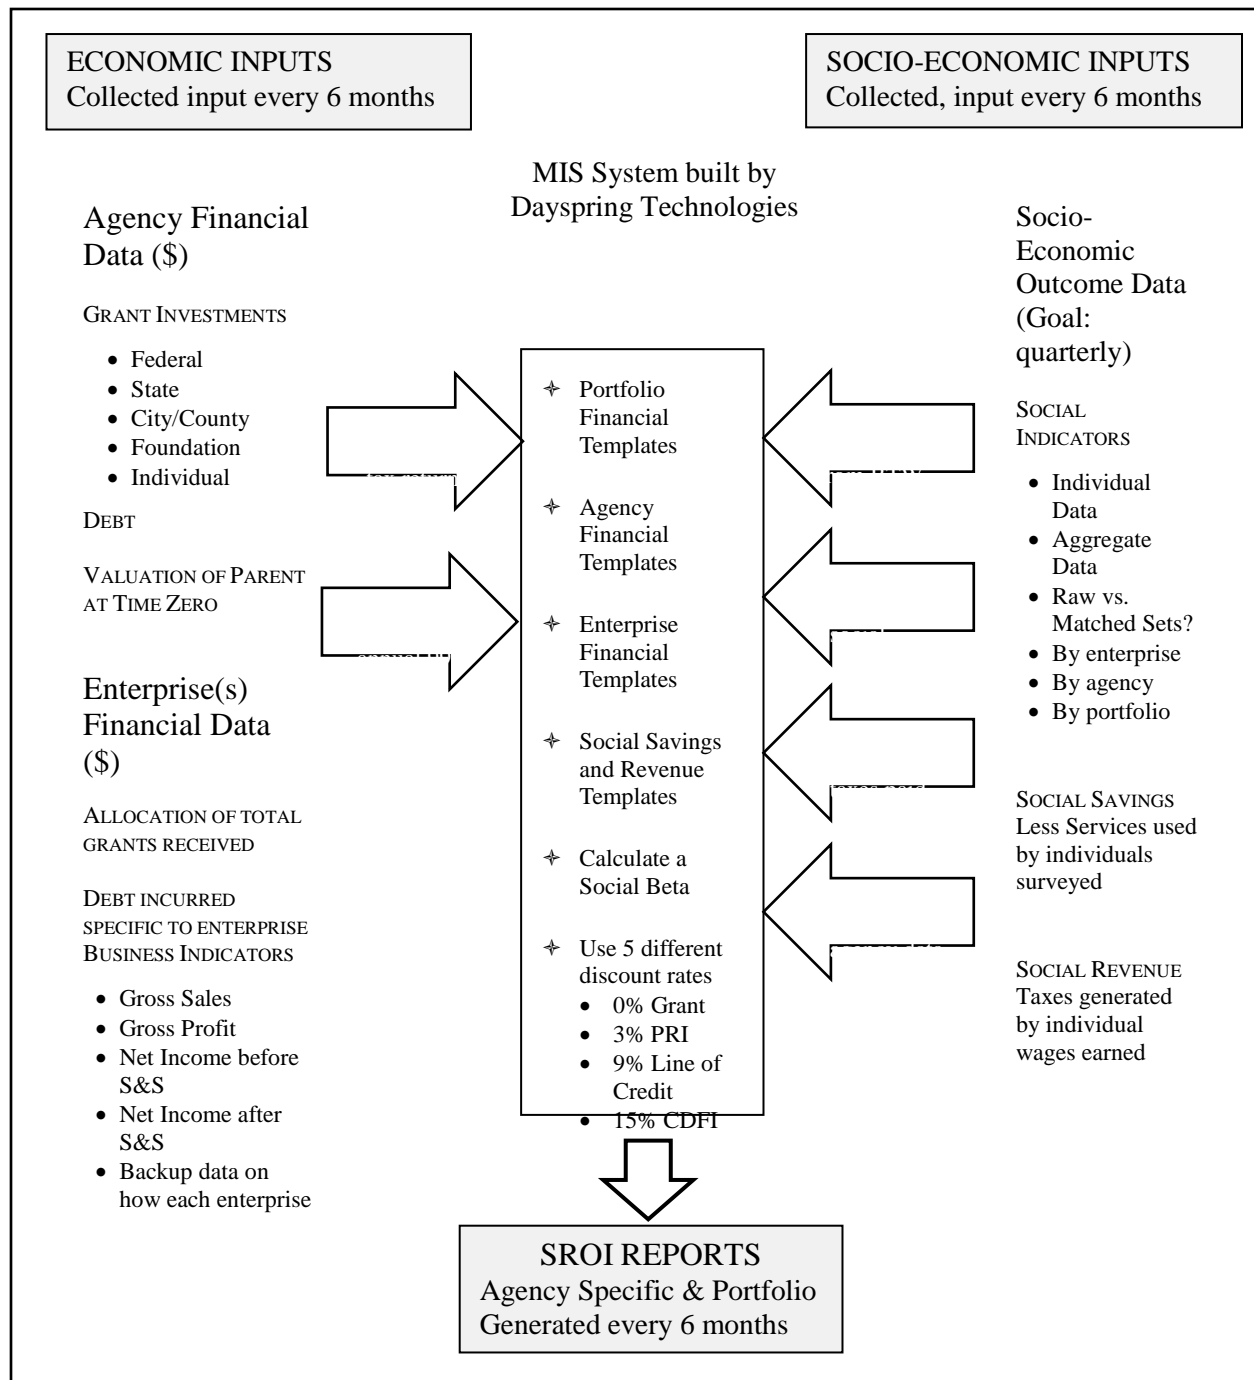 ECONOMIC INPUTS
Collected input every 6 months
SOCIO-ECONOMIC INPUTS
Collected, input every 6 months
MIS System built by
Dayspring Technologies
Agency Financial
Data ($)
GRANT INVESTMENTS
• Federal
• State
• City/County
• Foundation
• Individual
DEBT
VALUATION OF PARENT
AT TIME ZERO
Enterprise(s)
Financial Data
($)
ALLOCATION OF TOTAL
GRANTS RECEIVED
DEBT INCURRED
SPECIFIC TO ENTERPRISE
BUSINESS INDICATORS
• Gross Sales
• Gross Profit
• Net Income before
S&S
• Net Income after
S&S
• Backup data on
how each enterprise
Portfolio
Financial
Templates
Agency
Financial
Templates
Enterprise
Financial
Templates
Social Savings
and Revenue
Templates
Calculate a
Social Beta
Use 5 different
discount rates
• 0% Grant
• 3% PRI
• 9% Line of
Credit
• 15% CDFI
Socio-
Economic
Outcome Data
(Goal:
quarterly)
SOCIAL
INDICATORS
• Individual
Data
• Aggregate
Data
• Raw vs.
Matched Sets?
• By enterprise
• By agency
• By portfolio
SOCIAL SAVINGS
Less Services used
by individuals
surveyed
SOCIAL REVENUE
Taxes generated
by individual
wages earned
SROI REPORTS
Agency Specific & Portfolio
Generated every 6 months